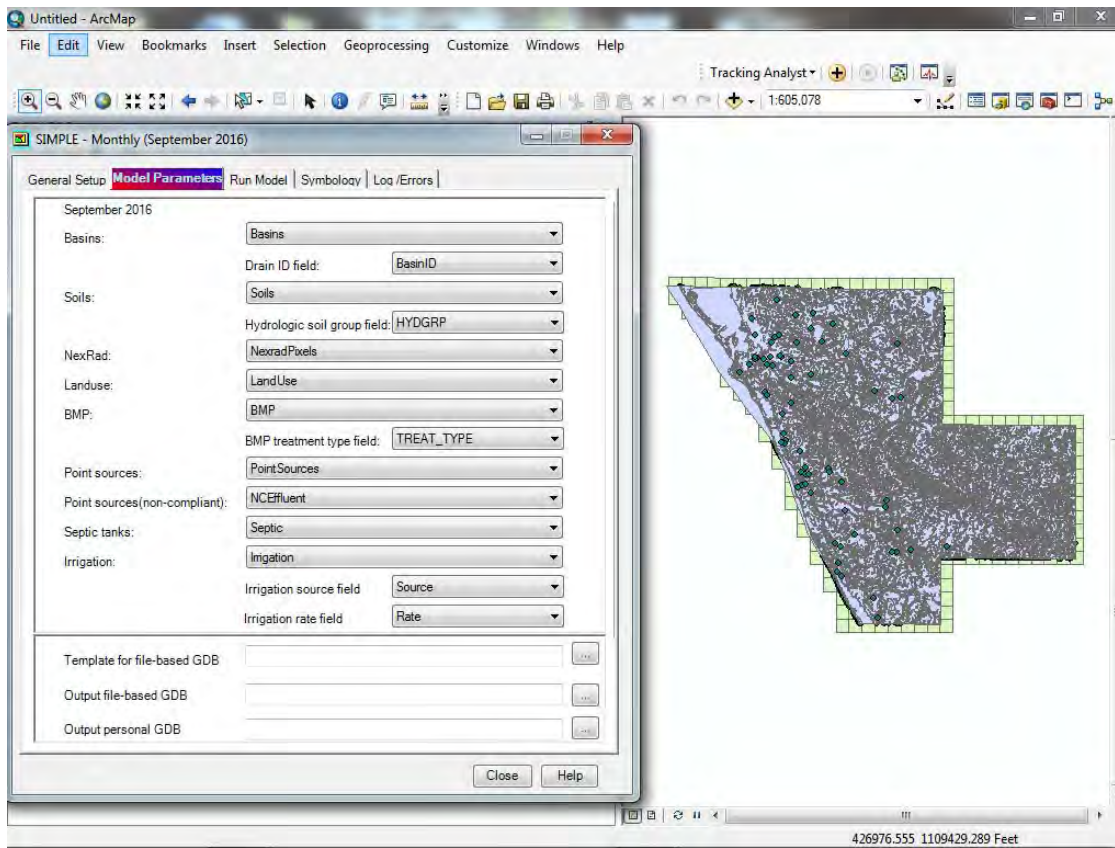 Untitled - ArcMap
File Edit View Bookmarks Insert Selection Geoprocessing Customize Windows Help
Tracking Analyst
1:605,078
SIMPLE - Monthly (September 2016)
General Setup Model Parameters Run Model Symbology Log /Errors
September 2016
Basins: Basins
Drain ID field: BasinID
Soils: Soils
Hydrologic soil group field: HYDGRP
NexRad: NexradPixels
Landuse: LandUse
BMP: BMP
BMP treatment type field: TREAT_TYPE
Point sources: PointSources
Point sources(non-compliant): NCEffluent
Septic tanks: Septic
Irrigation: Irrigation
Irrigation source field Source
Irrigation rate field Rate
Template for file-based GDB ...
Output file-based GDB ...
Output personal GDB ...
Close Help
426976.555 1109429.289 Feet